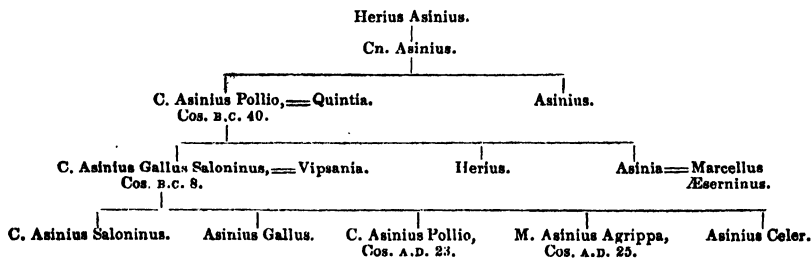 Herius Asinius.
Cn. Asinius.
C. Asinius Pollio, Quintia. Asinius.
Cos. B.C. 40.
C. Asinius Gallus Saloninus, Vipsania. Herius. Asinia Marcellus
Cos. B.C. 8. Æserninus.
C. Asinius Saloninus. Asinius Gallus. C. Asinius Pollio, M. Asinius Agrippa, Asinius Celer.
Cos. A.D. 23. Cos. A.D. 25.